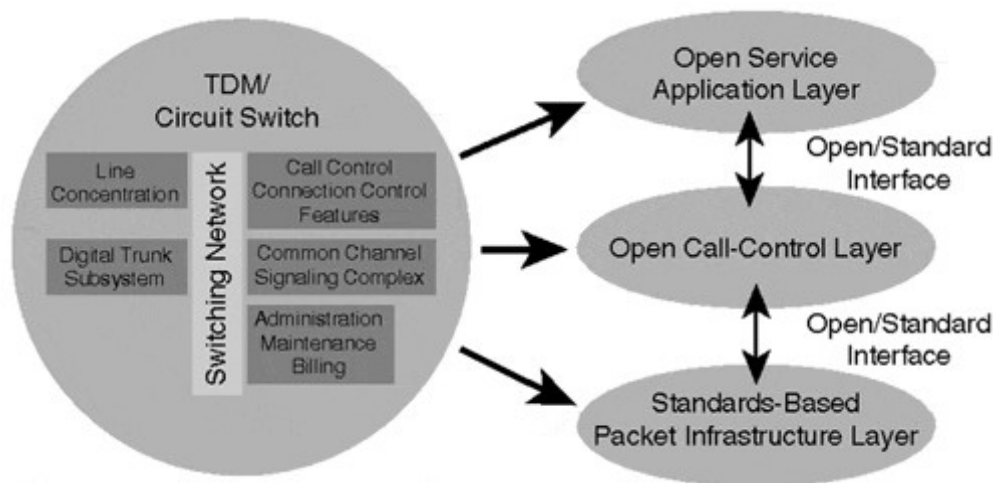 TDM/
Circuit Switch
Line
Concentration
Digital Trunk
Subsystem
Switching Network
Call Control
Connection Control
Features
Common Channel
Signaling Complex
Administration
Maintenance
Billing
Open Service
Application Layer
Open/Standard
Interface
Open Call-Control Layer
Open/Standard
Interface
Standards-Based
Packet Infrastructure Layer